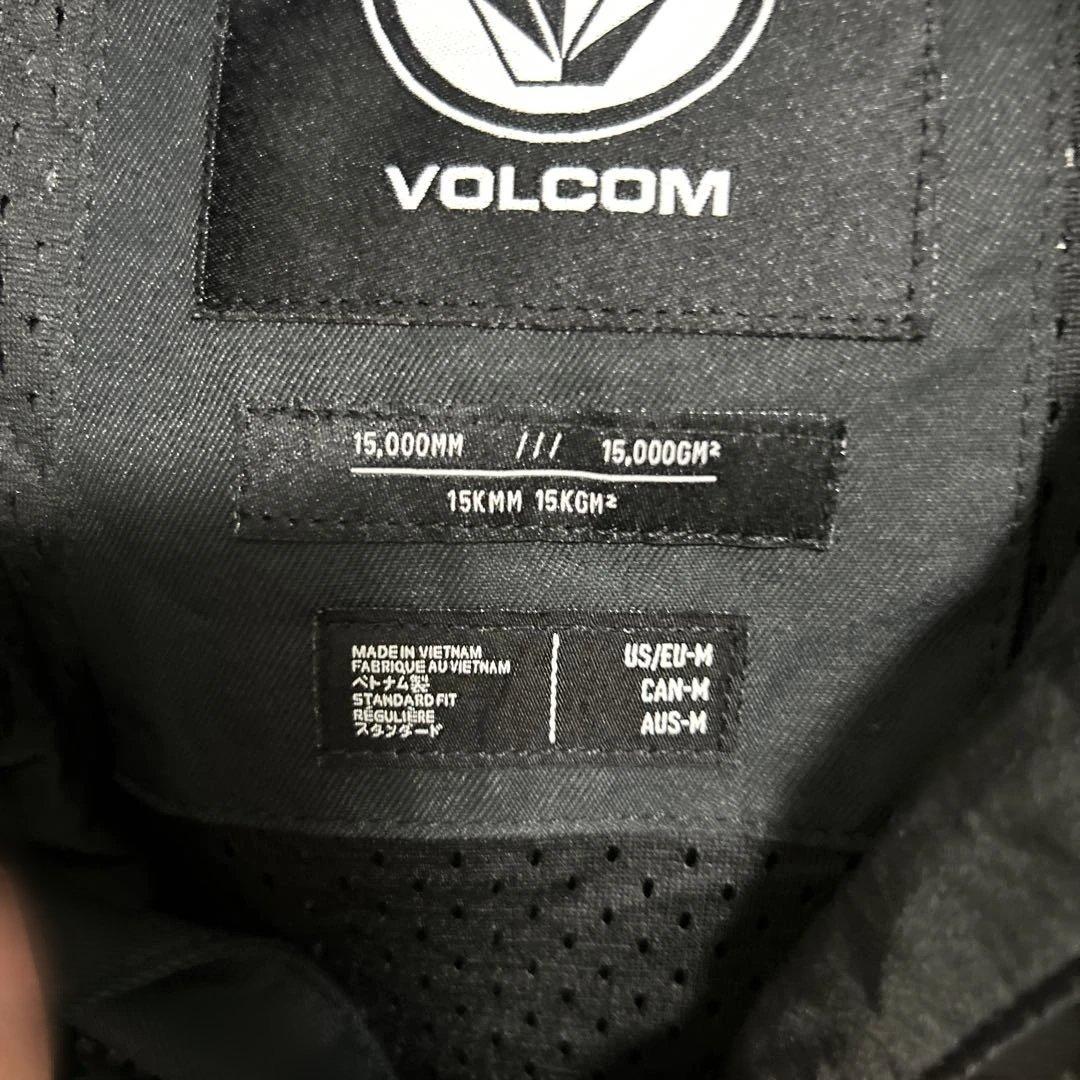 VOLCOM
15,000MM /// 15,000GM²
15KMM 15KGM²
MADE IN VIETNAM
FABRIQUE AU VIETNAM
ベトナム製
STANDARD FIT
RÉGULIÈRE
スタンダード
US/EU-M
CAN-M
AUS-M